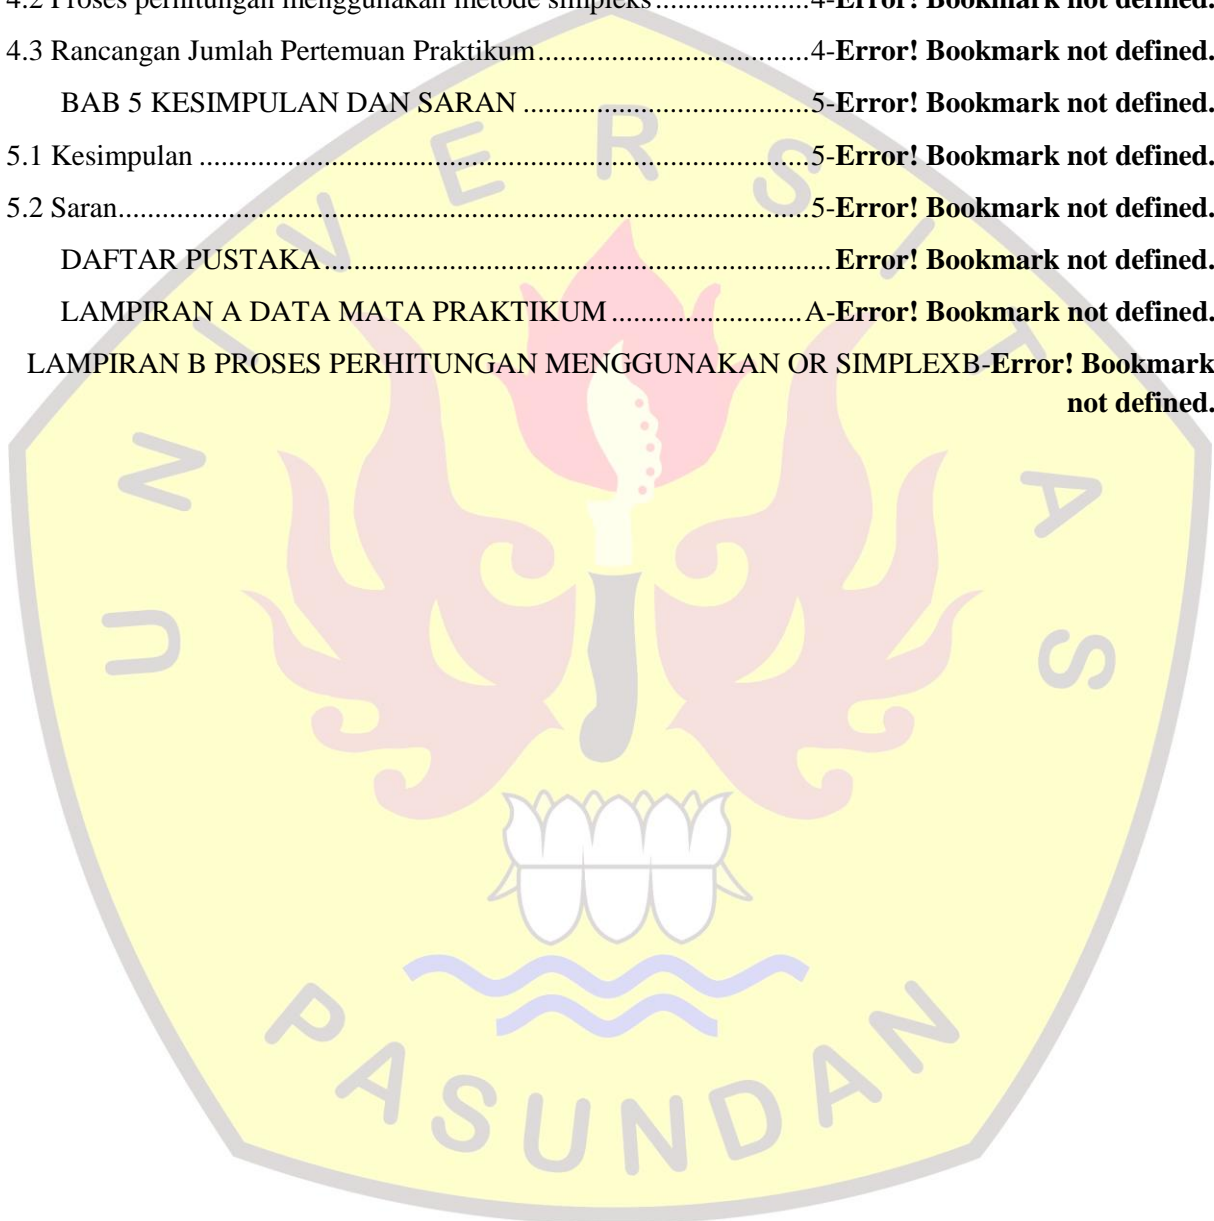 4.2 Proses perhitungan menggunakan metode simpleks.....................4-Error! Bookmark not defined.
4.3 Rancangan Jumlah Pertemuan Praktikum.....................................4-Error! Bookmark not defined.
BAB 5 KESIMPULAN DAN SARAN .......................................5-Error! Bookmark not defined.
5.1 Kesimpulan ...................................................................................5-Error! Bookmark not defined.
5.2 Saran..............................................................................................5-Error! Bookmark not defined.
DAFTAR PUSTAKA..................................................................... Error! Bookmark not defined.
LAMPIRAN A DATA MATA PRAKTIKUM ..........................A-Error! Bookmark not defined.
LAMPIRAN B PROSES PERHITUNGAN MENGGUNAKAN OR SIMPLEXB-Error! Bookmark
not defined.
UNIVERSITAS
PASUNDAN